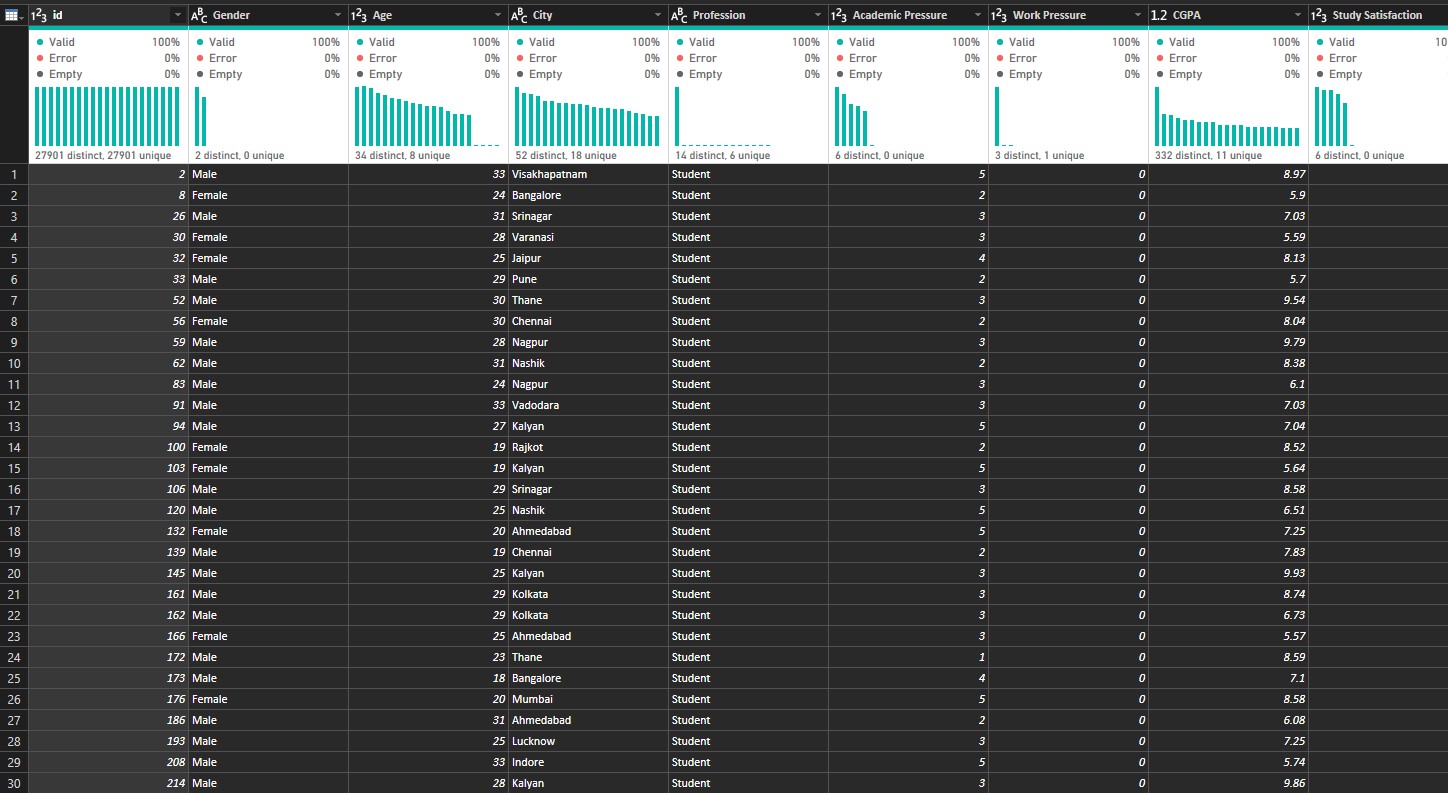 1²3 id ABC Gender 1²3 Age ABC City ABC Profession 1²3 Academic Pressure 1²3 Work Pressure 1.2 CGPA 1²3 Study Satisfaction
Valid 100% Valid 100% Valid 100% Valid 100% Valid 100% Valid 100% Valid 100% Valid 100% Valid 10
Error 0% Error 0% Error 0% Error 0% Error 0% Error 0% Error 0% Error 0% Error
Empty 0% Empty 0% Empty 0% Empty 0% Empty 0% Empty 0% Empty 0% Empty 0% Empty
27901 distinct, 27901 unique 2 distinct, 0 unique 34 distinct, 8 unique 52 distinct, 18 unique 14 distinct, 6 unique 6 distinct, 0 unique 3 distinct, 1 unique 332 distinct, 11 unique 6 distinct, 0 unique
1 2 Male 33 Visakhapatnam Student 5 0 8.97
2 8 Female 24 Bangalore Student 2 0 5.9
3 26 Male 31 Srinagar Student 3 0 7.03
4 30 Female 28 Varanasi Student 3 0 5.59
5 32 Female 25 Jaipur Student 4 0 8.13
6 33 Male 29 Pune Student 2 0 5.7
7 52 Male 30 Thane Student 3 0 9.54
8 56 Female 30 Chennai Student 2 0 8.04
9 59 Male 28 Nagpur Student 3 0 9.79
10 62 Male 31 Nashik Student 2 0 8.38
11 83 Male 24 Nagpur Student 3 0 6.1
12 91 Male 33 Vadodara Student 3 0 7.03
13 94 Male 27 Kalyan Student 5 0 7.04
14 100 Female 19 Rajkot Student 2 0 8.52
15 103 Female 19 Kalyan Student 5 0 5.64
16 106 Male 29 Srinagar Student 3 0 8.58
17 120 Male 25 Nashik Student 5 0 6.51
18 132 Female 20 Ahmedabad Student 5 0 7.25
19 139 Male 19 Chennai Student 2 0 7.83
20 145 Male 25 Kalyan Student 3 0 9.93
21 161 Male 29 Kolkata Student 3 0 8.74
22 162 Male 29 Kolkata Student 3 0 6.73
23 166 Female 25 Ahmedabad Student 3 0 5.57
24 172 Male 23 Thane Student 1 0 8.59
25 173 Male 18 Bangalore Student 4 0 7.1
26 176 Female 20 Mumbai Student 5 0 8.58
27 186 Male 31 Ahmedabad Student 2 0 6.08
28 193 Male 25 Lucknow Student 3 0 7.25
29 208 Male 33 Indore Student 5 0 5.74
30 214 Male 28 Kalyan Student 3 0 9.86